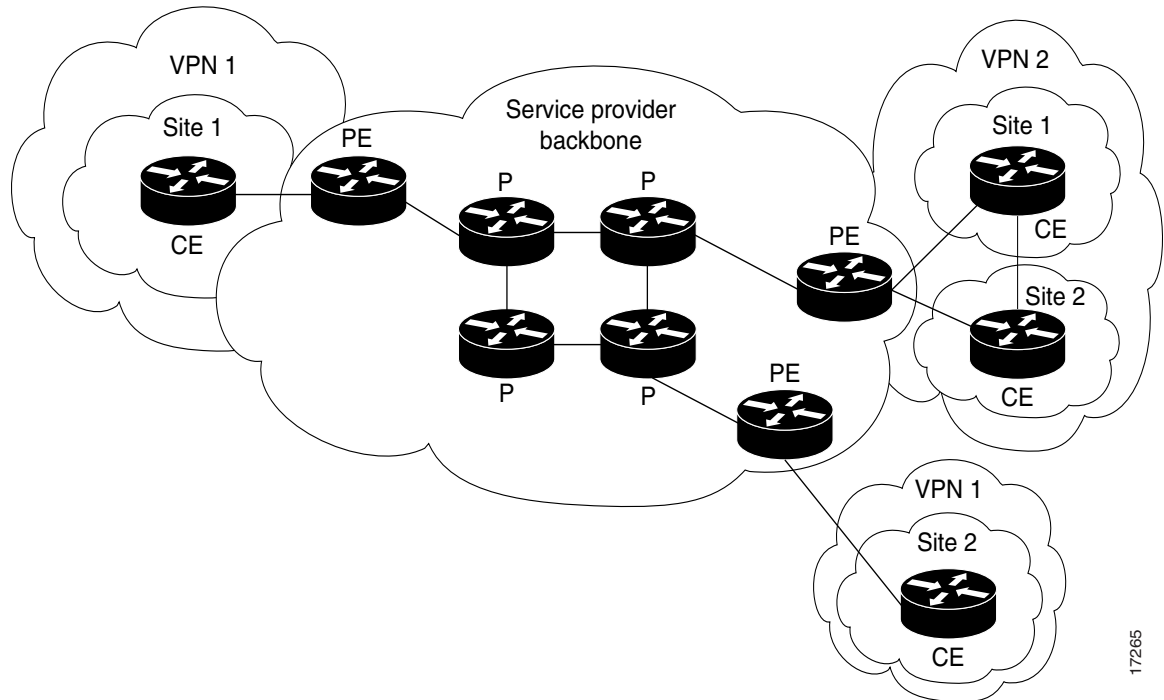 VPN 1
Site 1
CE
PE
Service provider
backbone
P
P
P
P
PE
PE
VPN 2
Site 1
CE
Site 2
CE
VPN 1
Site 2
CE
17265